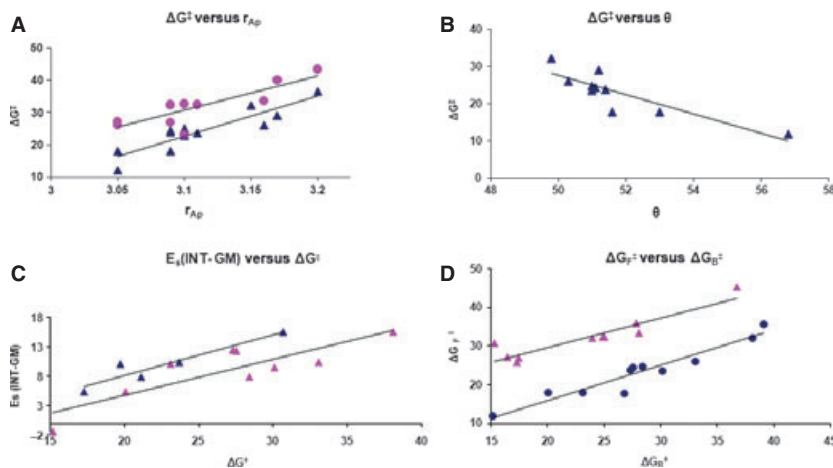 A
ΔG‡ versus rAp
ΔG‡
50
40
30
20
10
3
3.05
3.1
3.15
3.2
rAp
B
ΔG‡ versus θ
ΔG‡
40
30
20
10
0
48
50
52
54
56
58
θ
C
Es(INT-GM) versus ΔG‡
Es (INT-GM)
18
13
8
3
−2
15
20
25
30
35
40
ΔG‡
D
ΔGF‡ versus ΔGB‡
ΔG F ‡
50
40
30
20
10
15
20
25
30
35
40
45
ΔGB‡